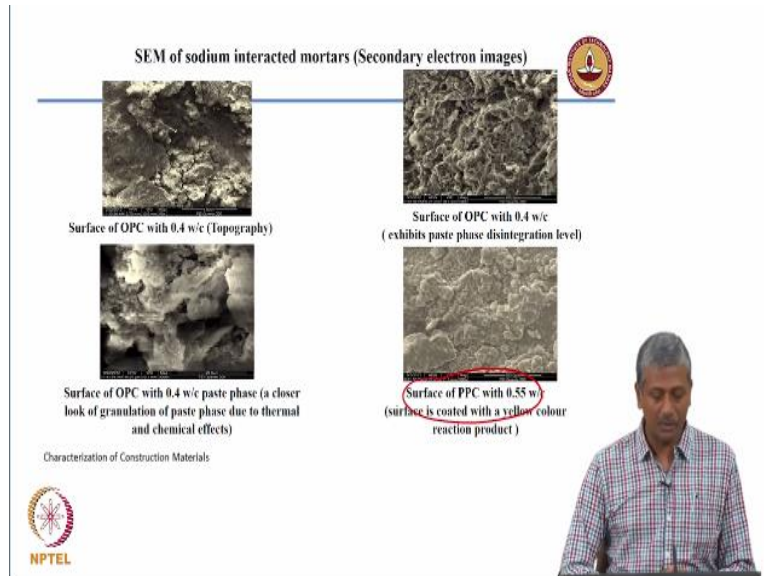 SEM of sodium interacted mortars (Secondary electron images)
Surface of OPC with 0.4 w/c (Topography)
Surface of OPC with 0.4 w/c
( exhibits paste phase disintegration level)
Surface of OPC with 0.4 w/c paste phase (a closer
look of granulation of paste phase due to thermal
and chemical effects)
Surface of PPC with 0.55 w/c
(surface is coated with a yellow colour
reaction product )
Characterization of Construction Materials
NPTEL